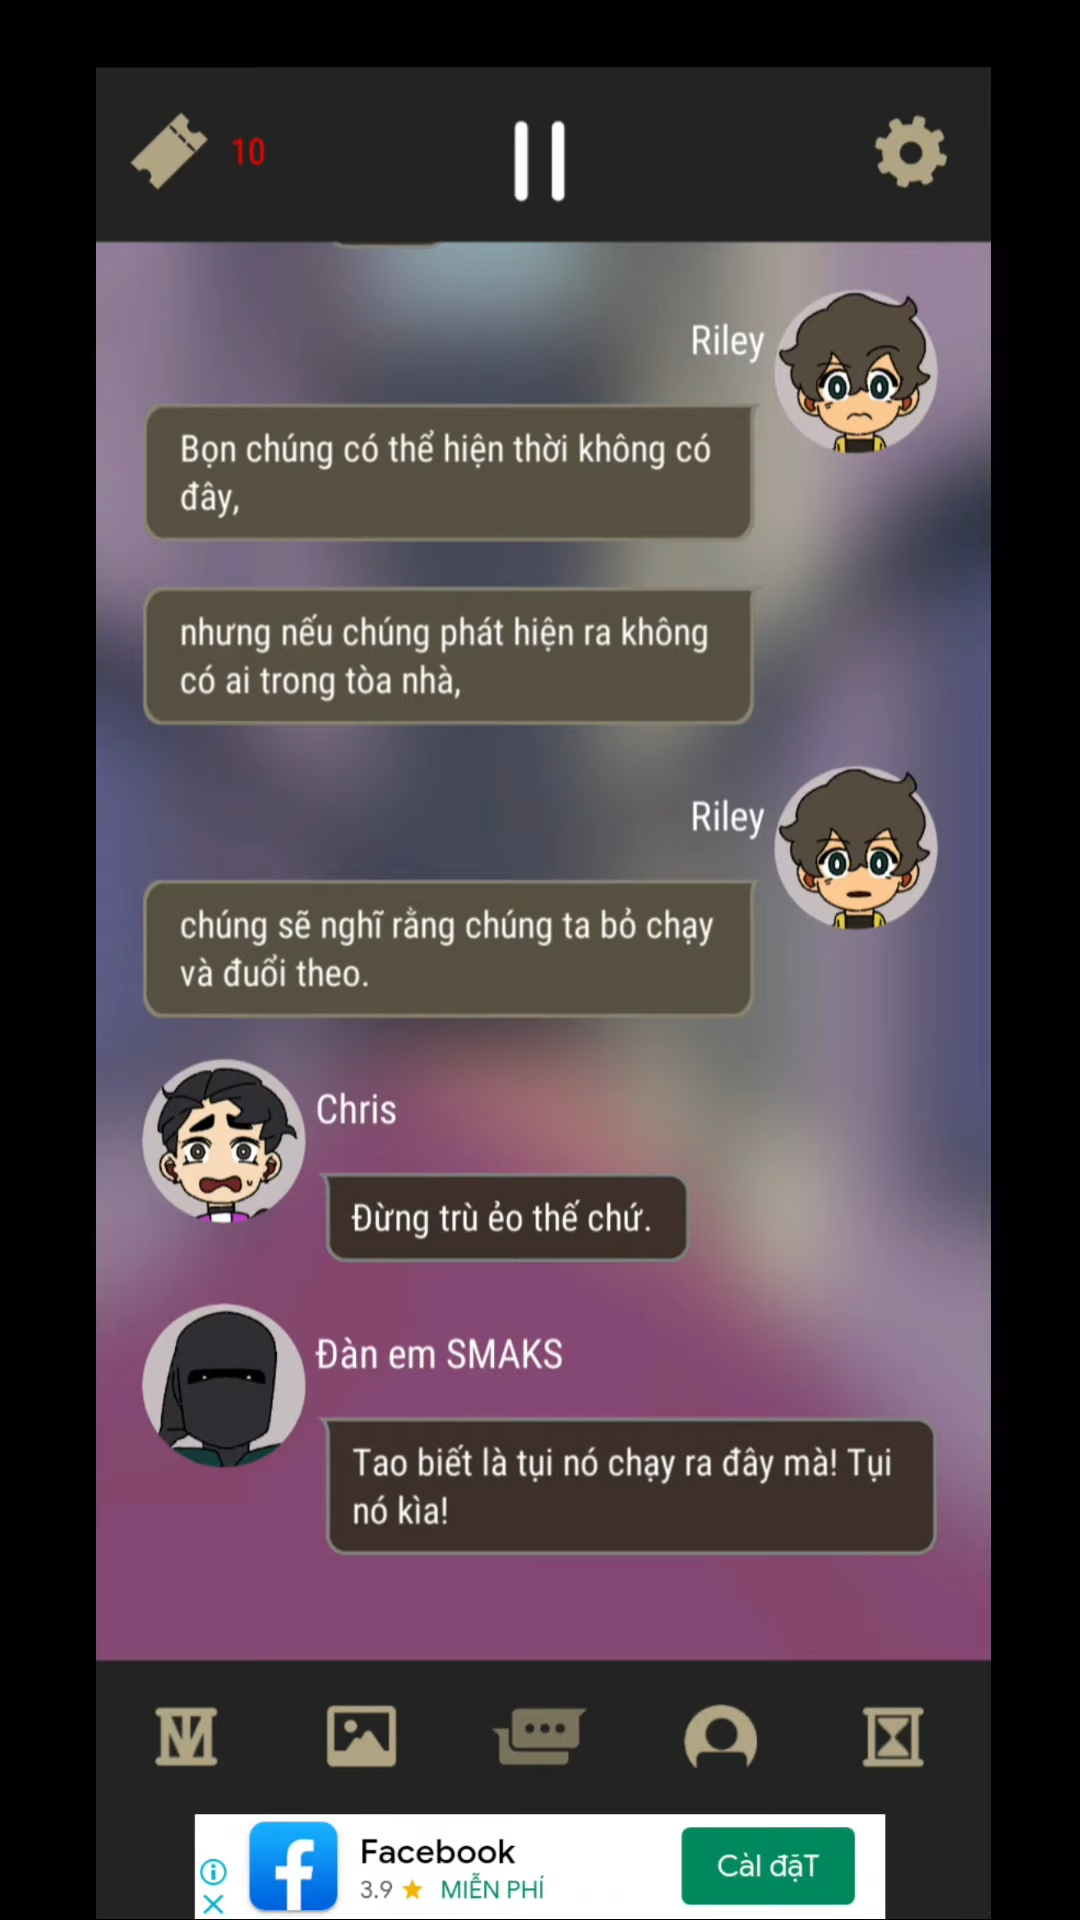 10
Riley
Bọn chúng có thể hiện thời không có
đây,
nhưng nếu chúng phát hiện ra không
có ai trong tòa nhà,
Riley
chúng sẽ nghĩ rằng chúng ta bỏ chạy
và đuổi theo.
Chris
Đừng trù ẻo thế chứ.
Đàn em SMAKS
Tao biết là tụi nó chạy ra đây mà! Tụi
nó kìa!
Facebook
3.9 ★ MIỄN PHÍ
Cài đặT